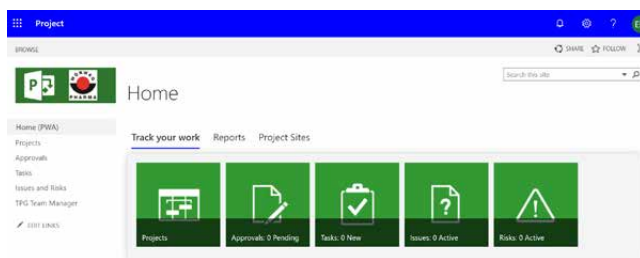 Project
?
E
BROWSE
SHARE
FOLLOW
P
PHARMA
Home
Search this site
Home (PWA)
Projects
Approvals
Tasks
Issues and Risks
TPG Team Manager
EDIT LINKS
Track your work
Reports
Project Sites
Projects
Approvals: 0 Pending
Tasks: 0 New
Issues: 0 Active
Risks: 0 Active